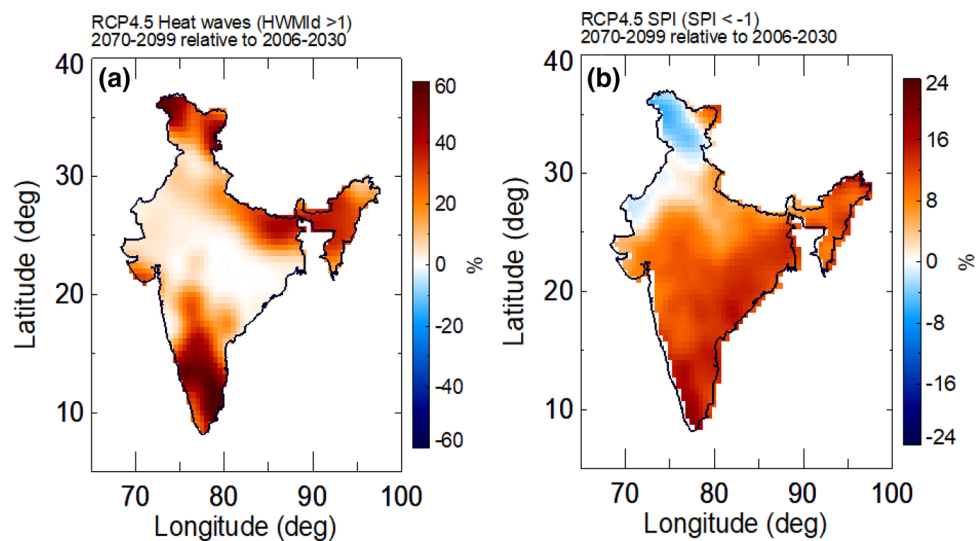 RCP4.5 Heat waves (HWMId >1)
2070-2099 relative to 2006-2030
(a)
40
30
20
10
Latitude (deg)
70 80 90 100
Longitude (deg)
60
40
20
0
-20
-40
-60
%
RCP4.5 SPI (SPI < -1)
2070-2099 relative to 2006-2030
(b)
40
30
20
10
Latitude (deg)
70 80 90 100
Longitude (deg)
24
16
8
0
-8
-16
-24
%